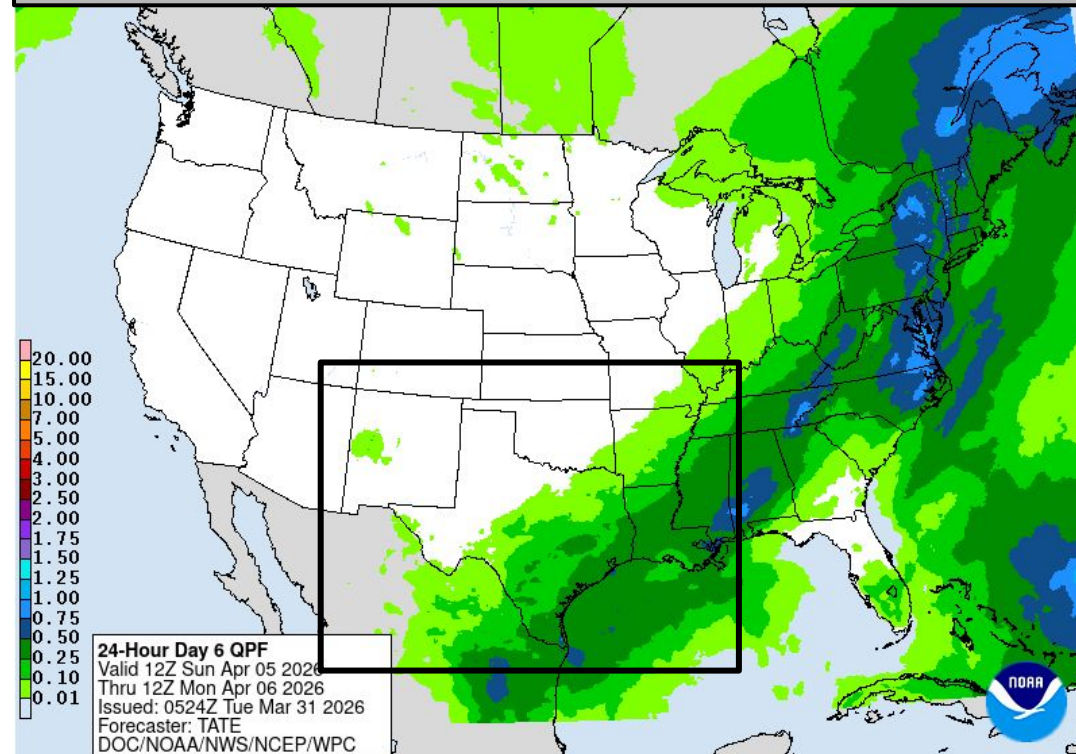 20.00
15.00
10.00
7.00
5.00
4.00
3.00
2.50
2.00
1.75
1.50
1.25
1.00
0.75
0.50
0.25
0.10
0.01
24-Hour Day 6 QPF
Valid 12Z Sun Apr 05 2026
Thru 12Z Mon Apr 06 2026
Issued: 0524Z Tue Mar 31 2026
Forecaster: TATE
DOC/NOAA/NWS/NCEP/WPC
NOAA